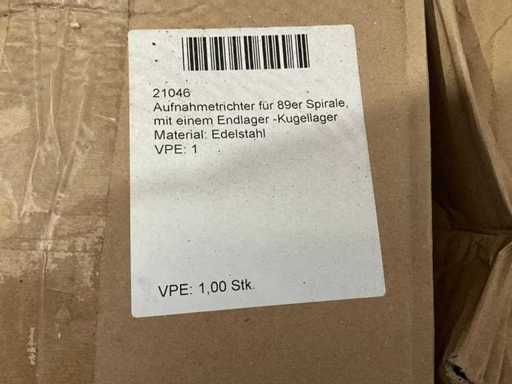 21046
Aufnahmetrichter für 89er Spirale,
mit einem Endlager -Kugellager
Material: Edelstahl
VPE: 1
VPE: 1,00 Stk.